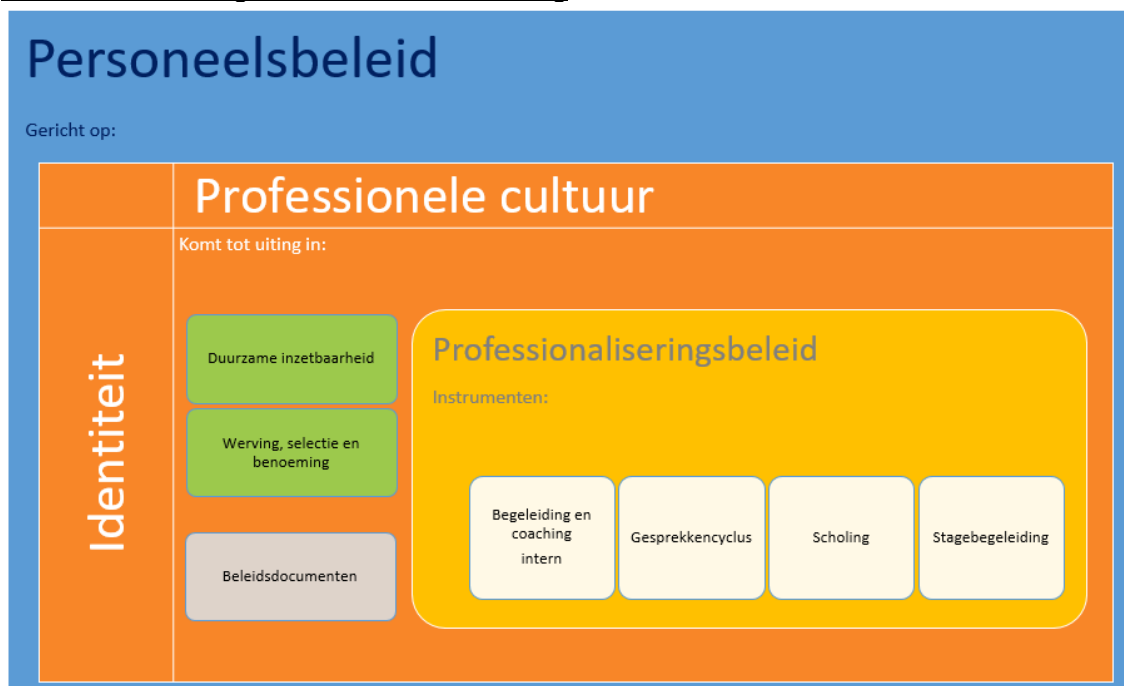 Personeelsbeleid
Gericht op:
Professionele cultuur
Identiteit
Komt tot uiting in:
Duurzame inzetbaarheid
Werving, selectie en
benoeming
Beleidsdocumenten
Professionaliseringsbeleid
Instrumenten:
Begeleiding en
coaching
intern
Gesprekkencyclus
Scholing
Stagebegeleiding